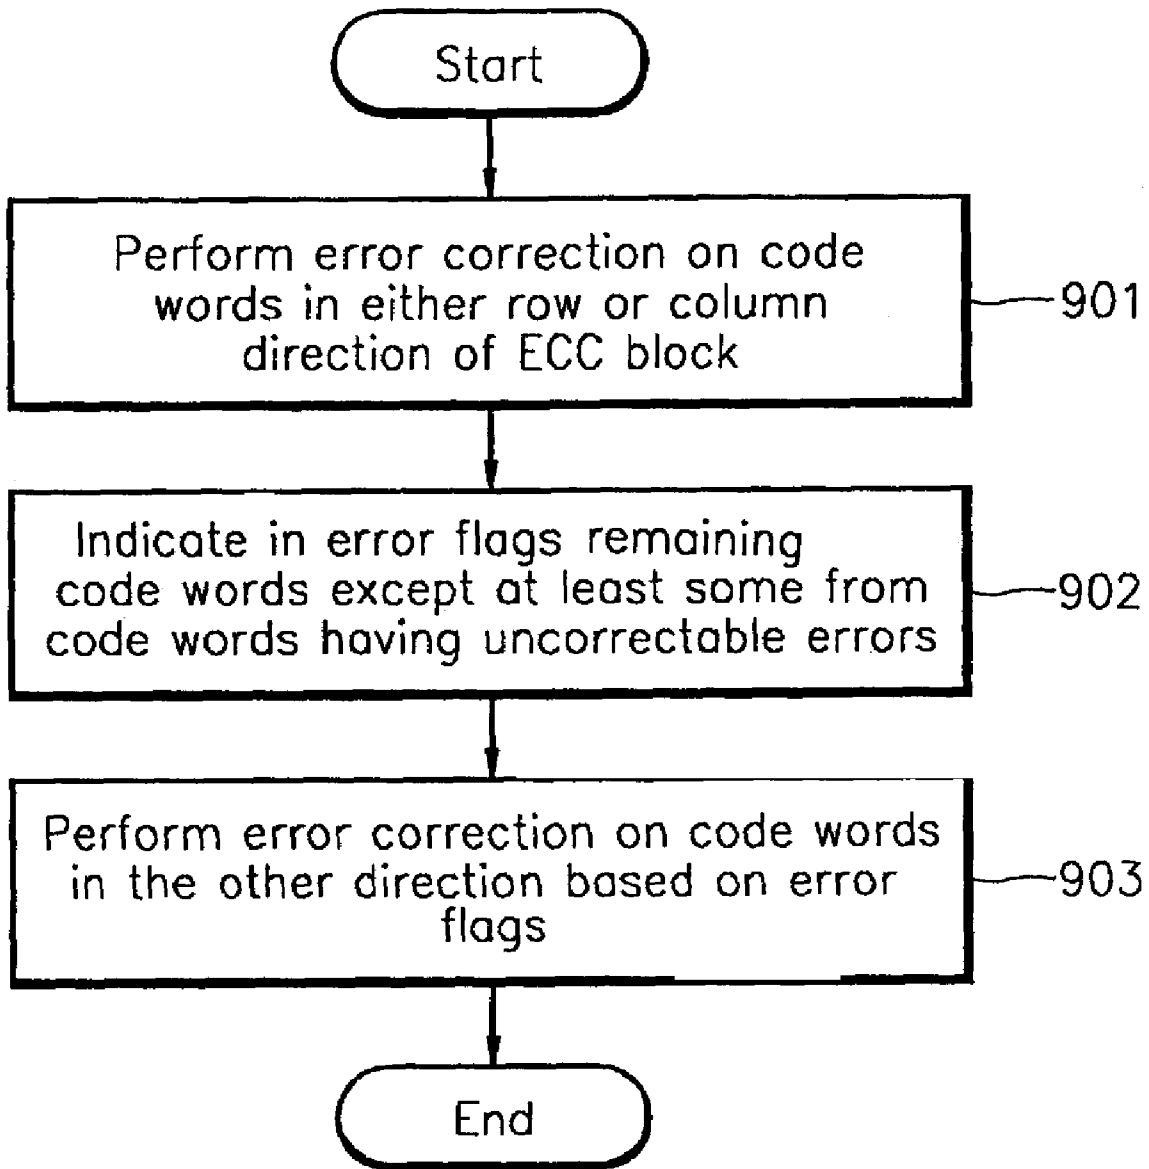 Start
Perform error correction on code
words in either row or column
direction of ECC block
901
Indicate in error flags remaining
code words except at least some from
code words having uncorrectable errors
902
Perform error correction on code words
in the other direction based on error
flags
903
End